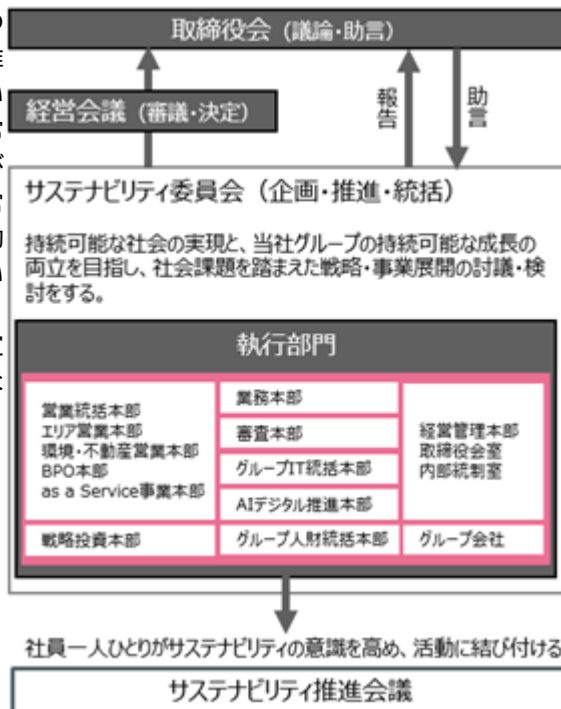 取締役会（議論・助言）
経営会議（審議・決定）
報告
助言
サステナビリティ委員会（企画・推進・統括）
持続可能な社会の実現と、当社グループの持続可能な成長の
両立を目指し、社会課題を踏まえた戦略・事業展開の討議・検
討をする。
執行部門
営業統括本部
エリア営業本部
環境・不動産営業本部
BPO本部
as a Service事業本部
戦略投資本部
業務本部
審査本部
グループIT統括本部
AIデジタル推進本部
グループ人財統括本部
経営管理本部
取締役会室
内部統制室
グループ会社
社員一人ひとりがサステナビリティの意識を高め、活動に結び付ける
サステナビリティ推進会議